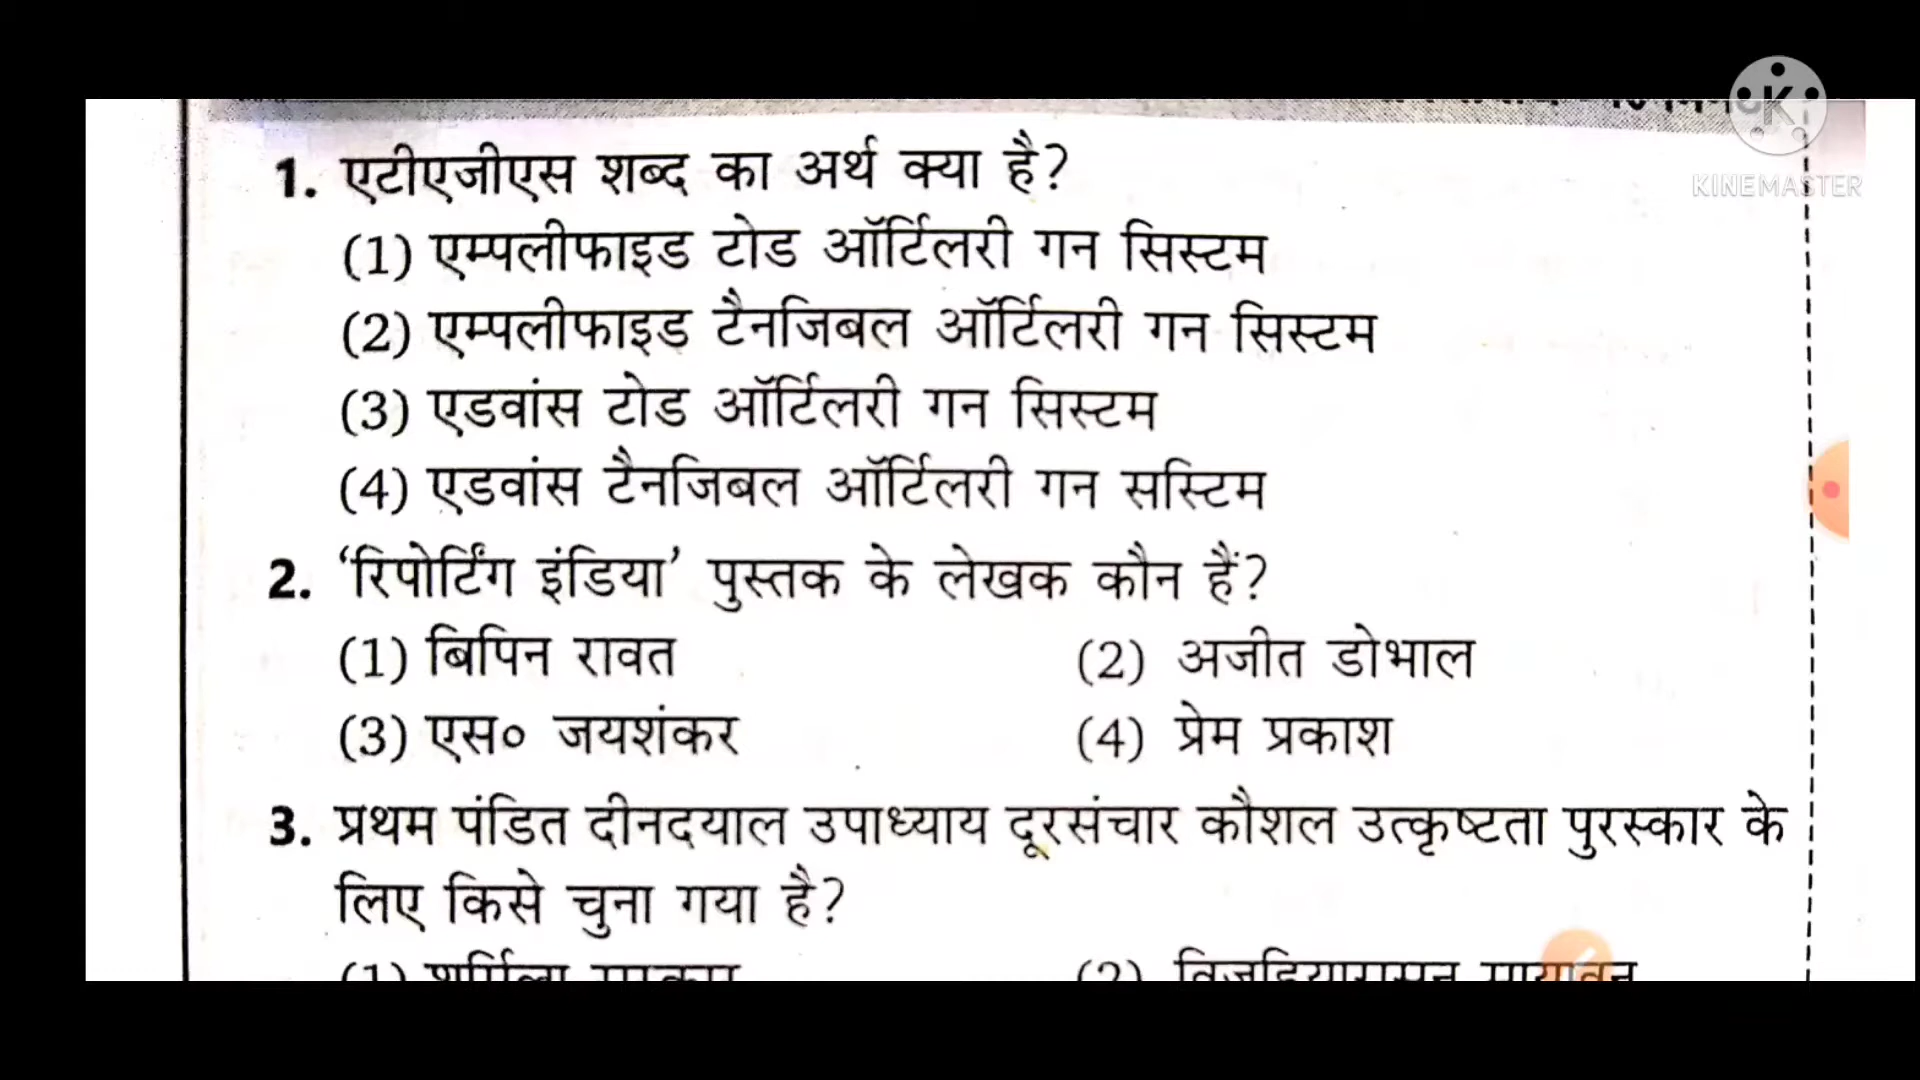 1. एटीएजीएस शब्द का अर्थ क्या है?
(1) एम्पलीफाइड टोड ऑर्टिलरी गन सिस्टम
(2) एम्पलीफाइड टैनजिबल ऑर्टिलरी गन सिस्टम
(3) एडवांस टोड ऑर्टिलरी गन सिस्टम
(4) एडवांस टैनजिबल ऑर्टिलरी गन सस्टिम
2. ‘रिपोर्टिंग इंडिया’ पुस्तक के लेखक कौन हैं?
(1) बिपिन रावत (2) अजीत डोभाल
(3) एस० जयशंकर (4) प्रेम प्रकाश
3. प्रथम पंडित दीनदयाल उपाध्याय दूरसंचार कौशल उत्कृष्टता पुरस्कार के
लिए किसे चुना गया है?
(1) (2)
K
KINEMASTER